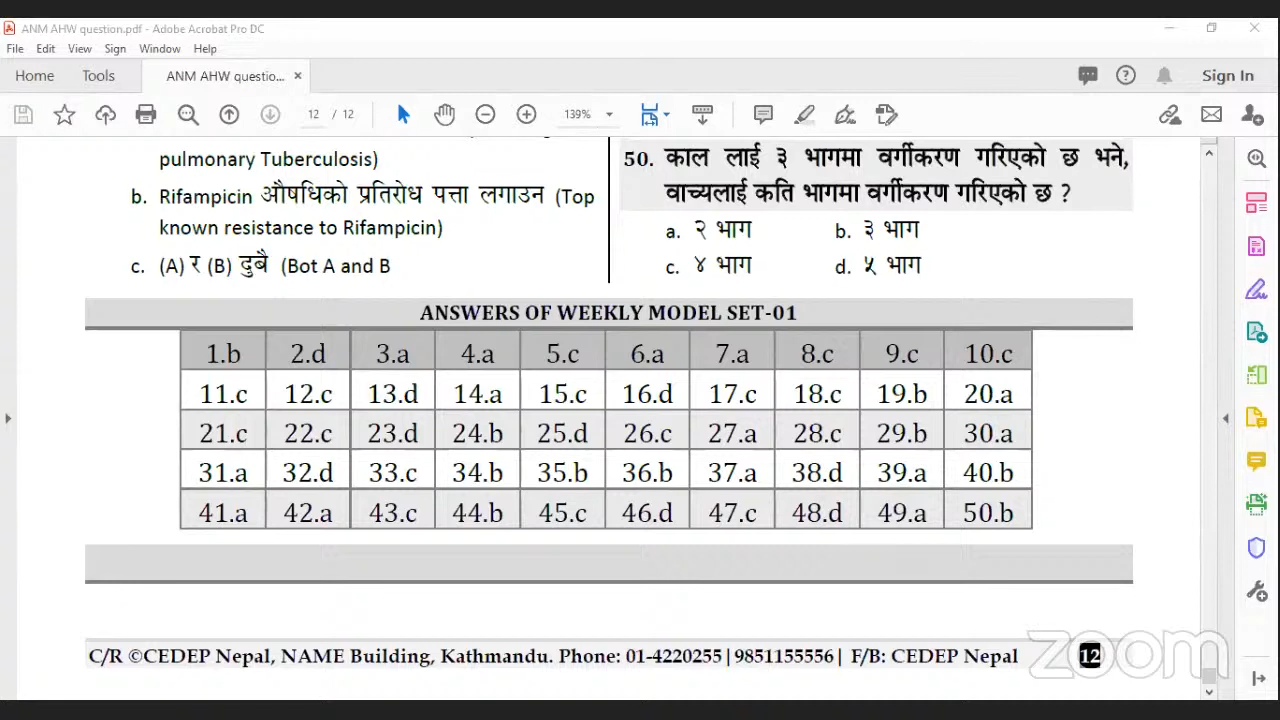 ANM AHW question.pdf - Adobe Acrobat Pro DC
File Edit View Sign Window Help
Home Tools ANM AHW questio... × Sign In
12 / 12 139%
pulmonary Tuberculosis)
b. Rifampicin औषधिको प्रतिरोध पत्ता लगाउन (Top
known resistance to Rifampicin)
c. (A) र (B) दुबै (Bot A and B
50. काल लाई ३ भागमा वर्गीकरण गरिएको छ भने,
वाच्यलाई कति भागमा वर्गीकरण गरिएको छ ?
a. २ भाग b. ३ भाग
c. ४ भाग d. ५ भाग
ANSWERS OF WEEKLY MODEL SET-01
1.b 2.d 3.a 4.a 5.c 6.a 7.a 8.c 9.c 10.c
11.c 12.c 13.d 14.a 15.c 16.d 17.c 18.c 19.b 20.a
21.c 22.c 23.d 24.b 25.d 26.c 27.a 28.c 29.b 30.a
31.a 32.d 33.c 34.b 35.b 36.b 37.a 38.d 39.a 40.b
41.a 42.a 43.c 44.b 45.c 46.d 47.c 48.d 49.a 50.b
C/R ©CEDEP Nepal, NAME Building, Kathmandu. Phone: 01-4220255|9851155556| F/B: CEDEP Nepal 12
zoom